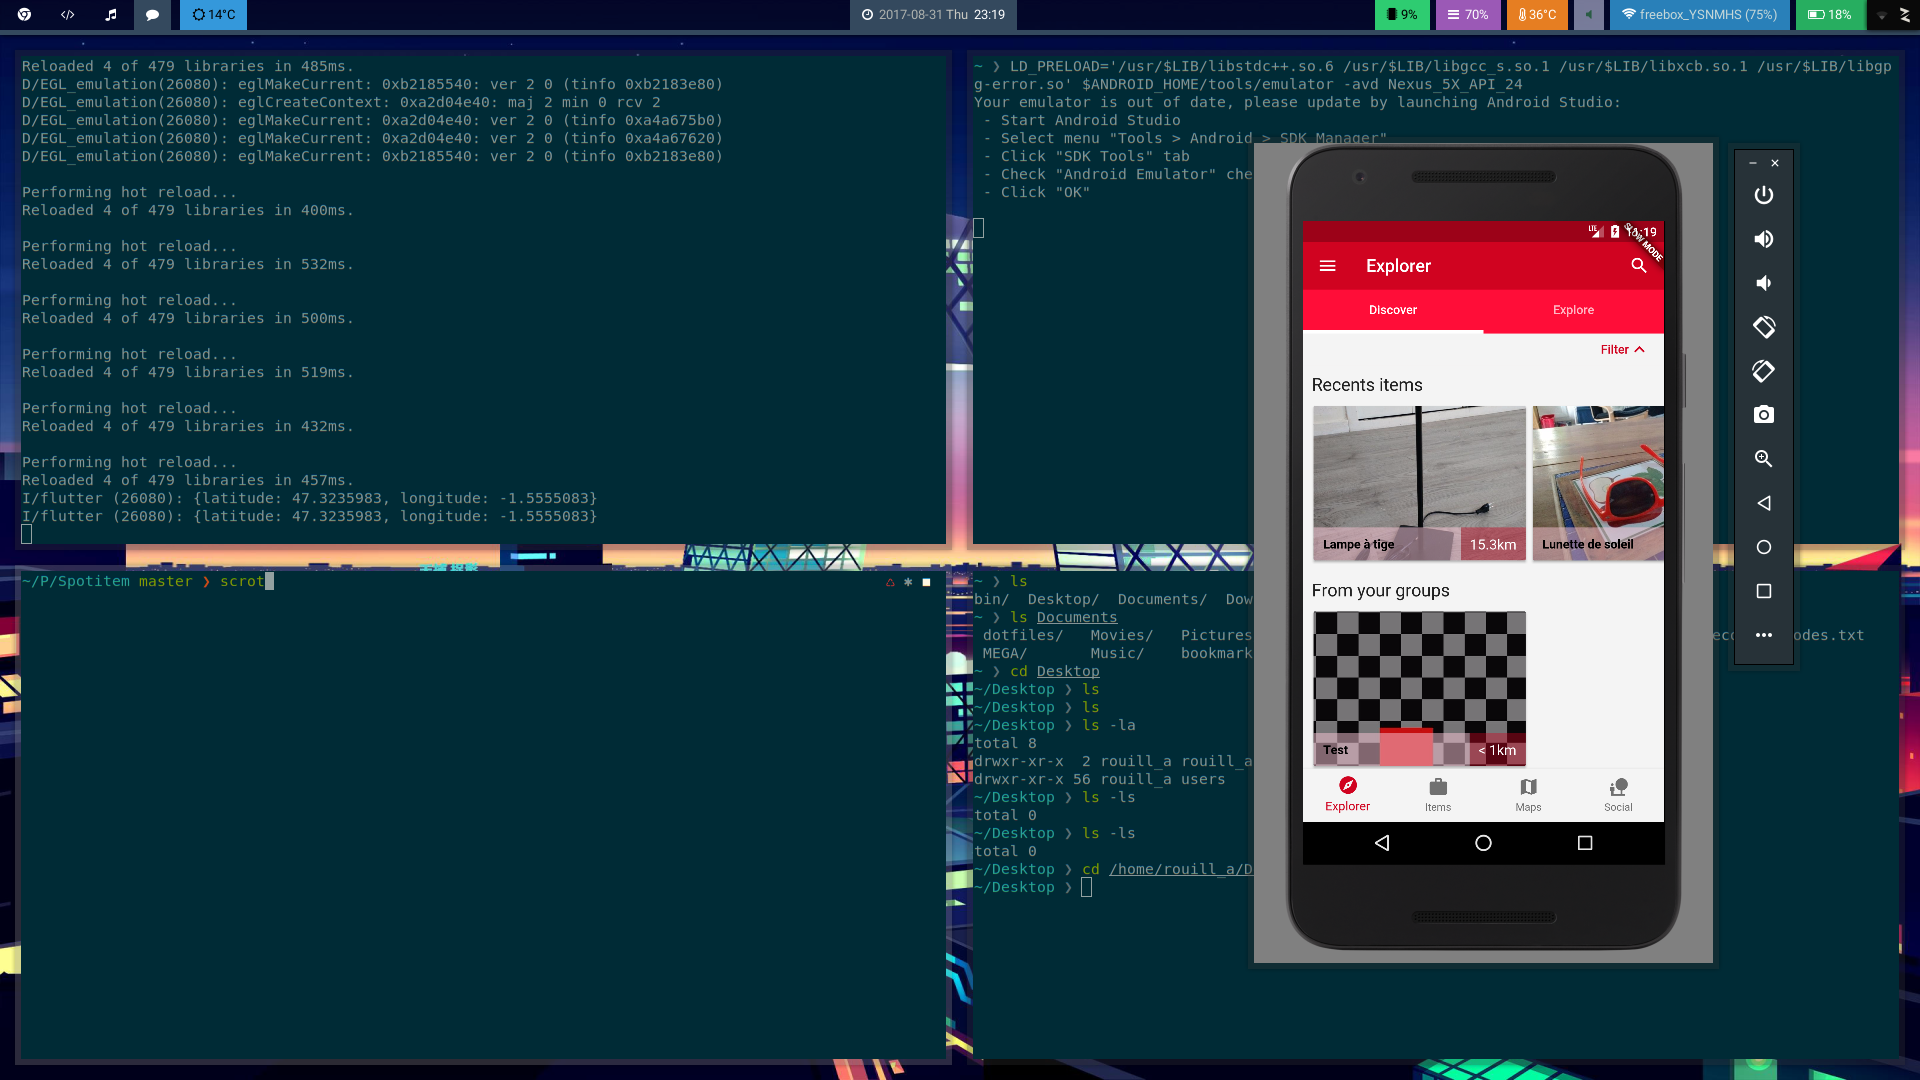 14°C
2017-08-31 Thu 23:19
9%
70%
36°C
freebox_YSNMHS (75%)
18%
Reloaded 4 of 479 libraries in 485ms.
D/EGL_emulation(26080): eglMakeCurrent: 0xb2185540: ver 2 0 (tinfo 0xb2183e80)
D/EGL_emulation(26080): eglCreateContext: 0xa2d04e40: maj 2 min 0 rcv 2
D/EGL_emulation(26080): eglMakeCurrent: 0xa2d04e40: ver 2 0 (tinfo 0xa4a675b0)
D/EGL_emulation(26080): eglMakeCurrent: 0xa2d04e40: ver 2 0 (tinfo 0xa4a67620)
D/EGL_emulation(26080): eglMakeCurrent: 0xb2185540: ver 2 0 (tinfo 0xb2183e80)
Performing hot reload...
Reloaded 4 of 479 libraries in 400ms.
Performing hot reload...
Reloaded 4 of 479 libraries in 532ms.
Performing hot reload...
Reloaded 4 of 479 libraries in 500ms.
Performing hot reload...
Reloaded 4 of 479 libraries in 519ms.
Performing hot reload...
Reloaded 4 of 479 libraries in 432ms.
Performing hot reload...
Reloaded 4 of 479 libraries in 457ms.
I/flutter (26080): {latitude: 47.3235983, longitude: -1.5555083}
I/flutter (26080): {latitude: 47.3235983, longitude: -1.5555083}
~ ❯ LD_PRELOAD='/usr/$LIB/libstdc++.so.6 /usr/$LIB/libgcc_s.so.1 /usr/$LIB/libxcb.so.1 /usr/$LIB/libgp
g-error.so' $ANDROID_HOME/tools/emulator -avd Nexus_5X_API_24
Your emulator is out of date, please update by launching Android Studio:
- Start Android Studio
- Select menu "Tools > Android > SDK Manager"
- Click "SDK Tools" tab
- Check "Android Emulator" che
- Click "OK"
~/P/Spotitem master ❯ scrot
~ ❯ ls
bin/ Desktop/ Documents/ Dow
~ ❯ ls Documents
dotfiles/ Movies/ Pictures odes.txt
MEGA/ Music/ bookmark
~ ❯ cd Desktop
~/Desktop ❯ ls
~/Desktop ❯ ls
~/Desktop ❯ ls -la
total 8
drwxr-xr-x 2 rouill_a rouill_a
drwxr-xr-x 56 rouill_a users
~/Desktop ❯ ls -ls
total 0
~/Desktop ❯ ls -ls
total 0
~/Desktop ❯ cd /home/rouill_a/D
~/Desktop ❯
LTE
SLOW MODE
Explorer
Discover
Explore
Filter
Recents items
Lampe à tige
15.3km
Lunette de soleil
From your groups
Test
< 1km
Explorer
Items
Maps
Social